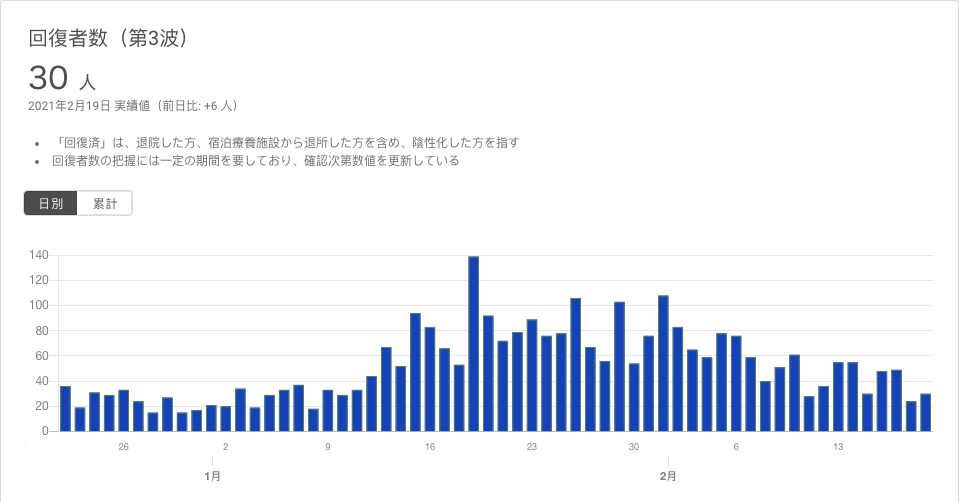 回復者数（第3波）
30 人
2021年2月19日 実績値（前日比: +6 人）
• 「回復済」は、退院した方、宿泊療養施設から退所した方を含め、陰性化した方を指す
• 回復者数の把握には一定の期間を要しており、確認次第数値を更新している
日別 累計
140
120
100
80
60
40
20
0
26 2 9 16 23 30 6 13
1月 2月